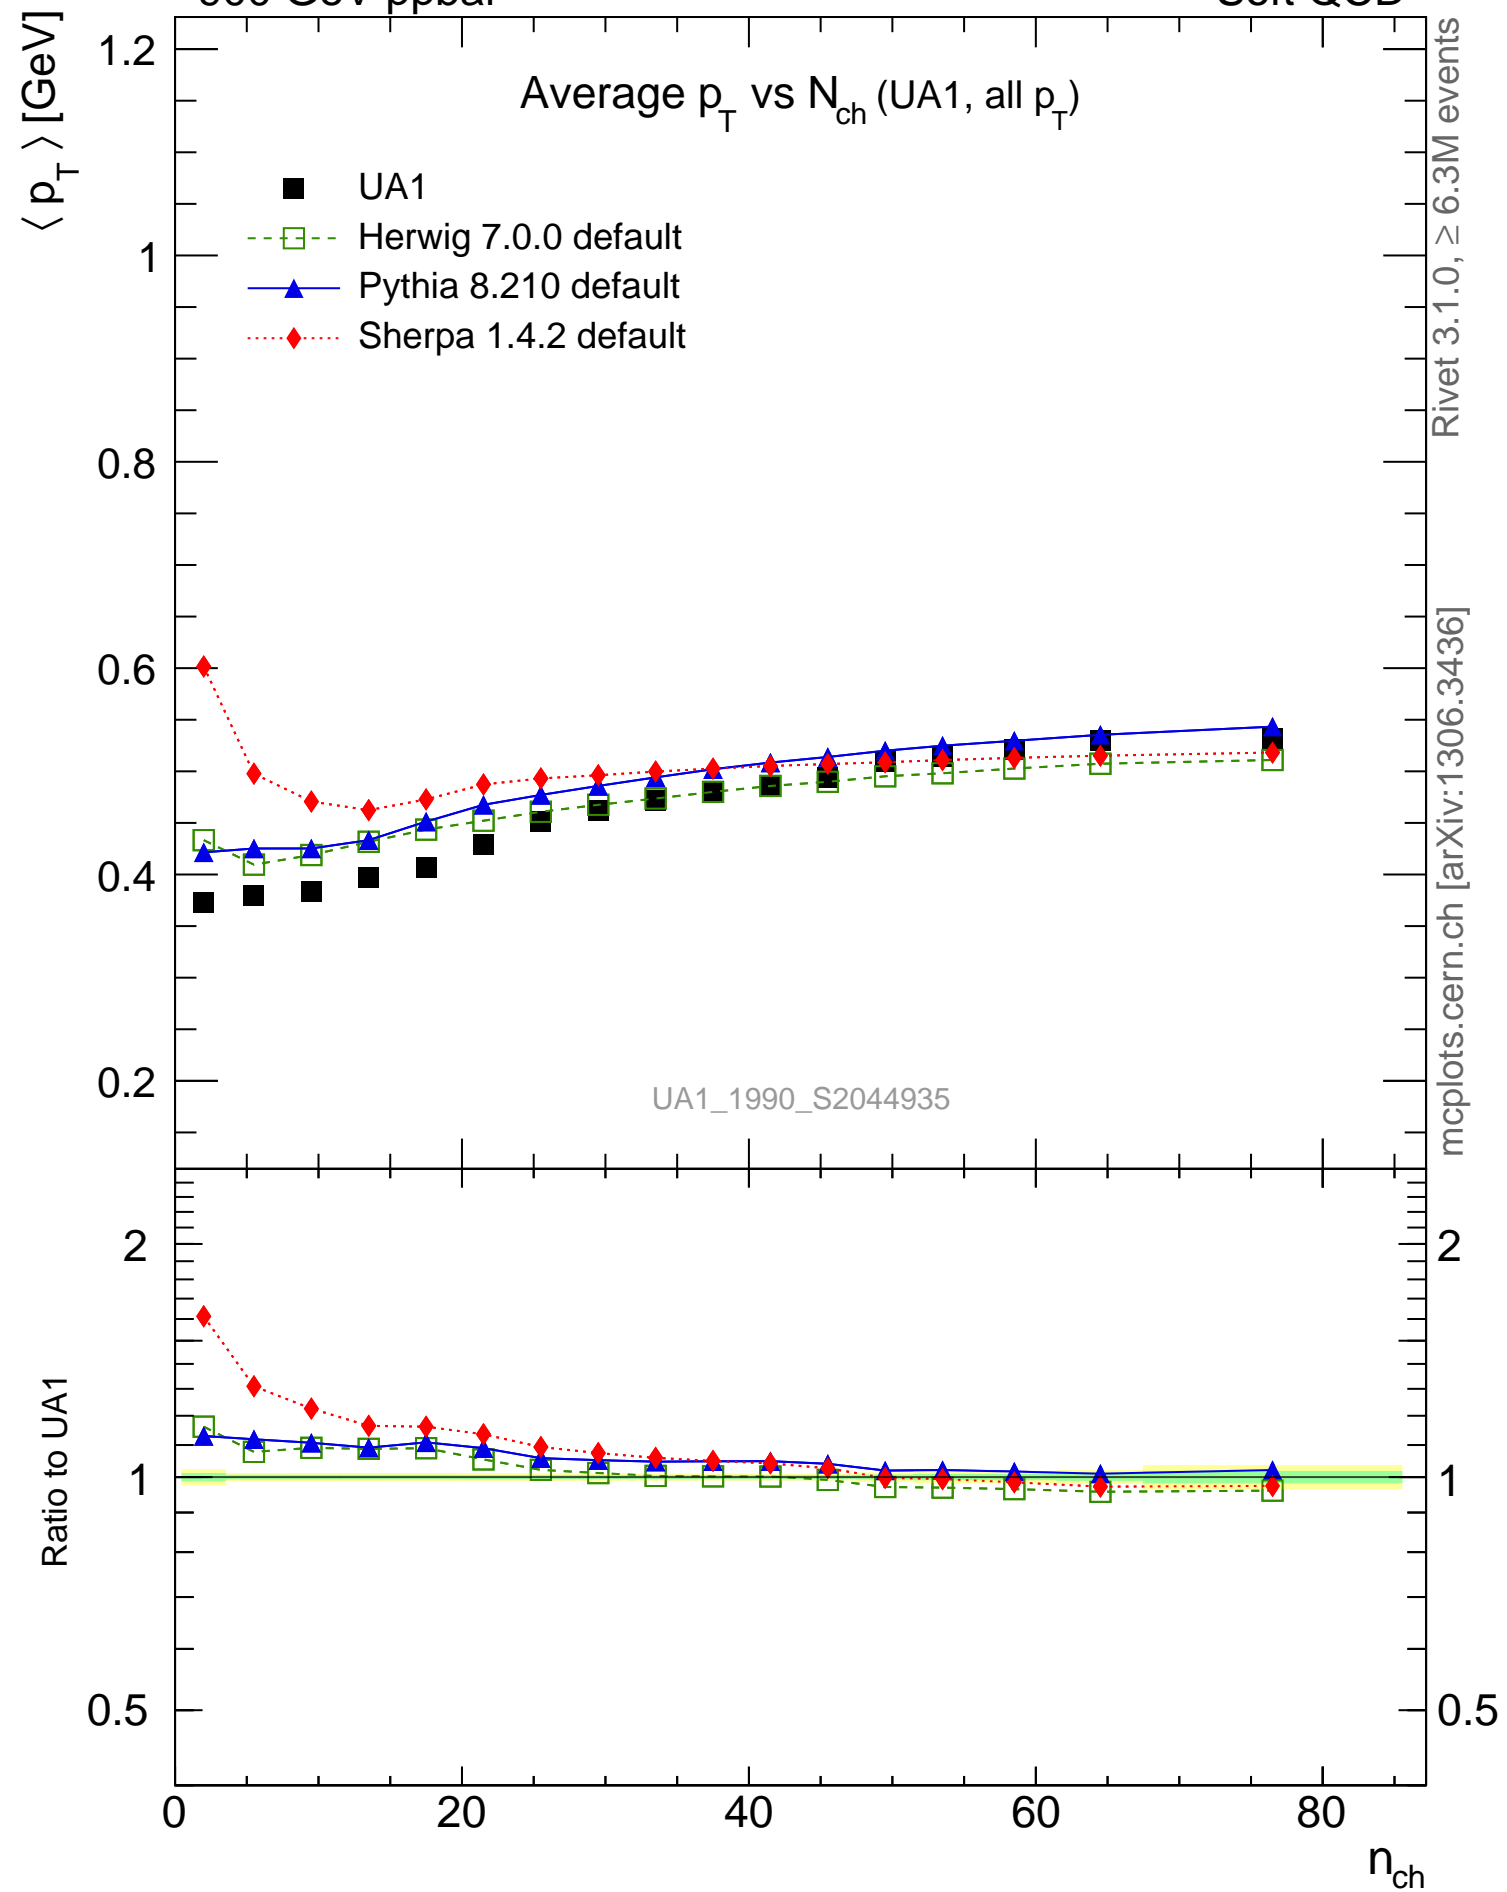 ⟨ p_T ⟩ [GeV]
Average p_T vs N_ch (UA1, all p_T)
UA1
Herwig 7.0.0 default
Pythia 8.210 default
Sherpa 1.4.2 default
1.2
1
0.8
0.6
0.4
0.2
UA1_1990_S2044935
Rivet 3.1.0, ≥ 6.3M events
mcplots.cern.ch [arXiv:1306.3436]
Ratio to UA1
2
1
0.5
2
1
0.5
0 20 40 60 80
n_ch